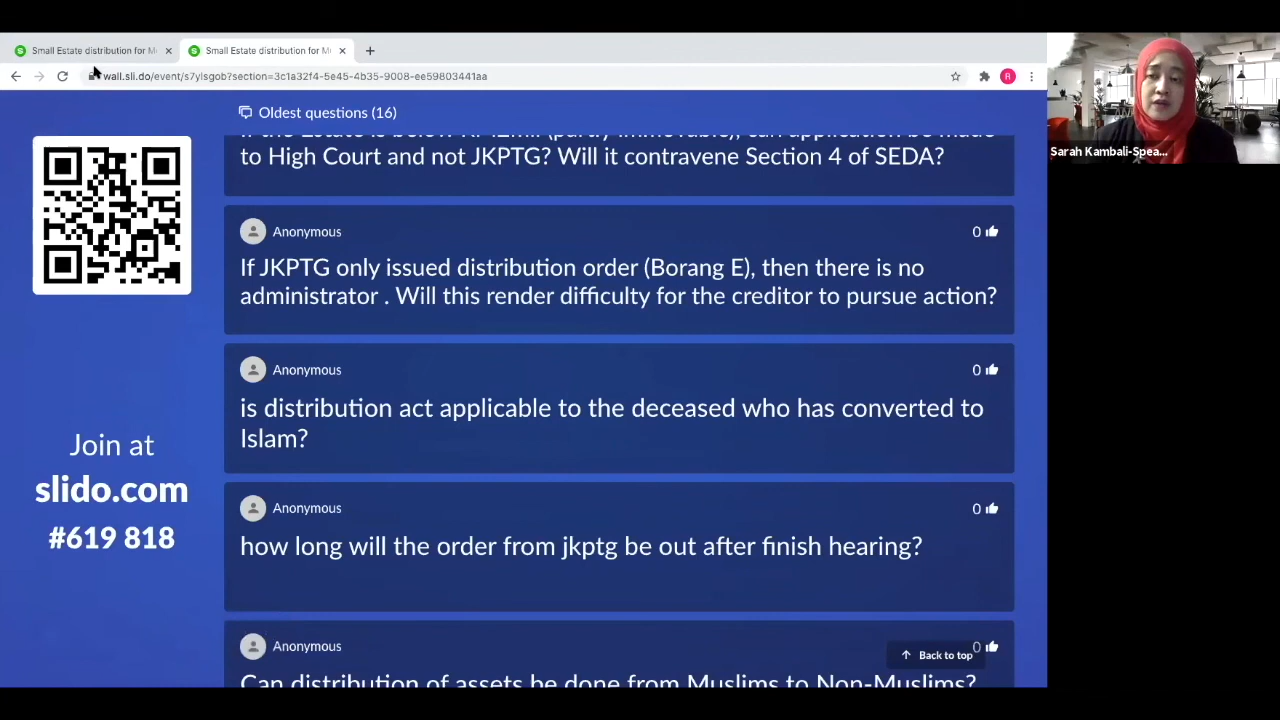 Small Estate distribution for M
Small Estate distribution for M
wall.sli.do/event/s7ylsgob?section=3c1a32f4-5e45-4b35-9008-ee59803441aa
R
Oldest questions (16)
to High Court and not JKPTG? Will it contravene Section 4 of SEDA?
Anonymous
0
If JKPTG only issued distribution order (Borang E), then there is no
administrator . Will this render difficulty for the creditor to pursue action?
Anonymous
0
is distribution act applicable to the deceased who has converted to
Islam?
Anonymous
0
how long will the order from jkptg be out after finish hearing?
Anonymous
0
Back to top
Can distribution of assets be done from Muslims to Non-Muslims?
Join at
slido.com
#619 818
Sarah Kambali-Spea...